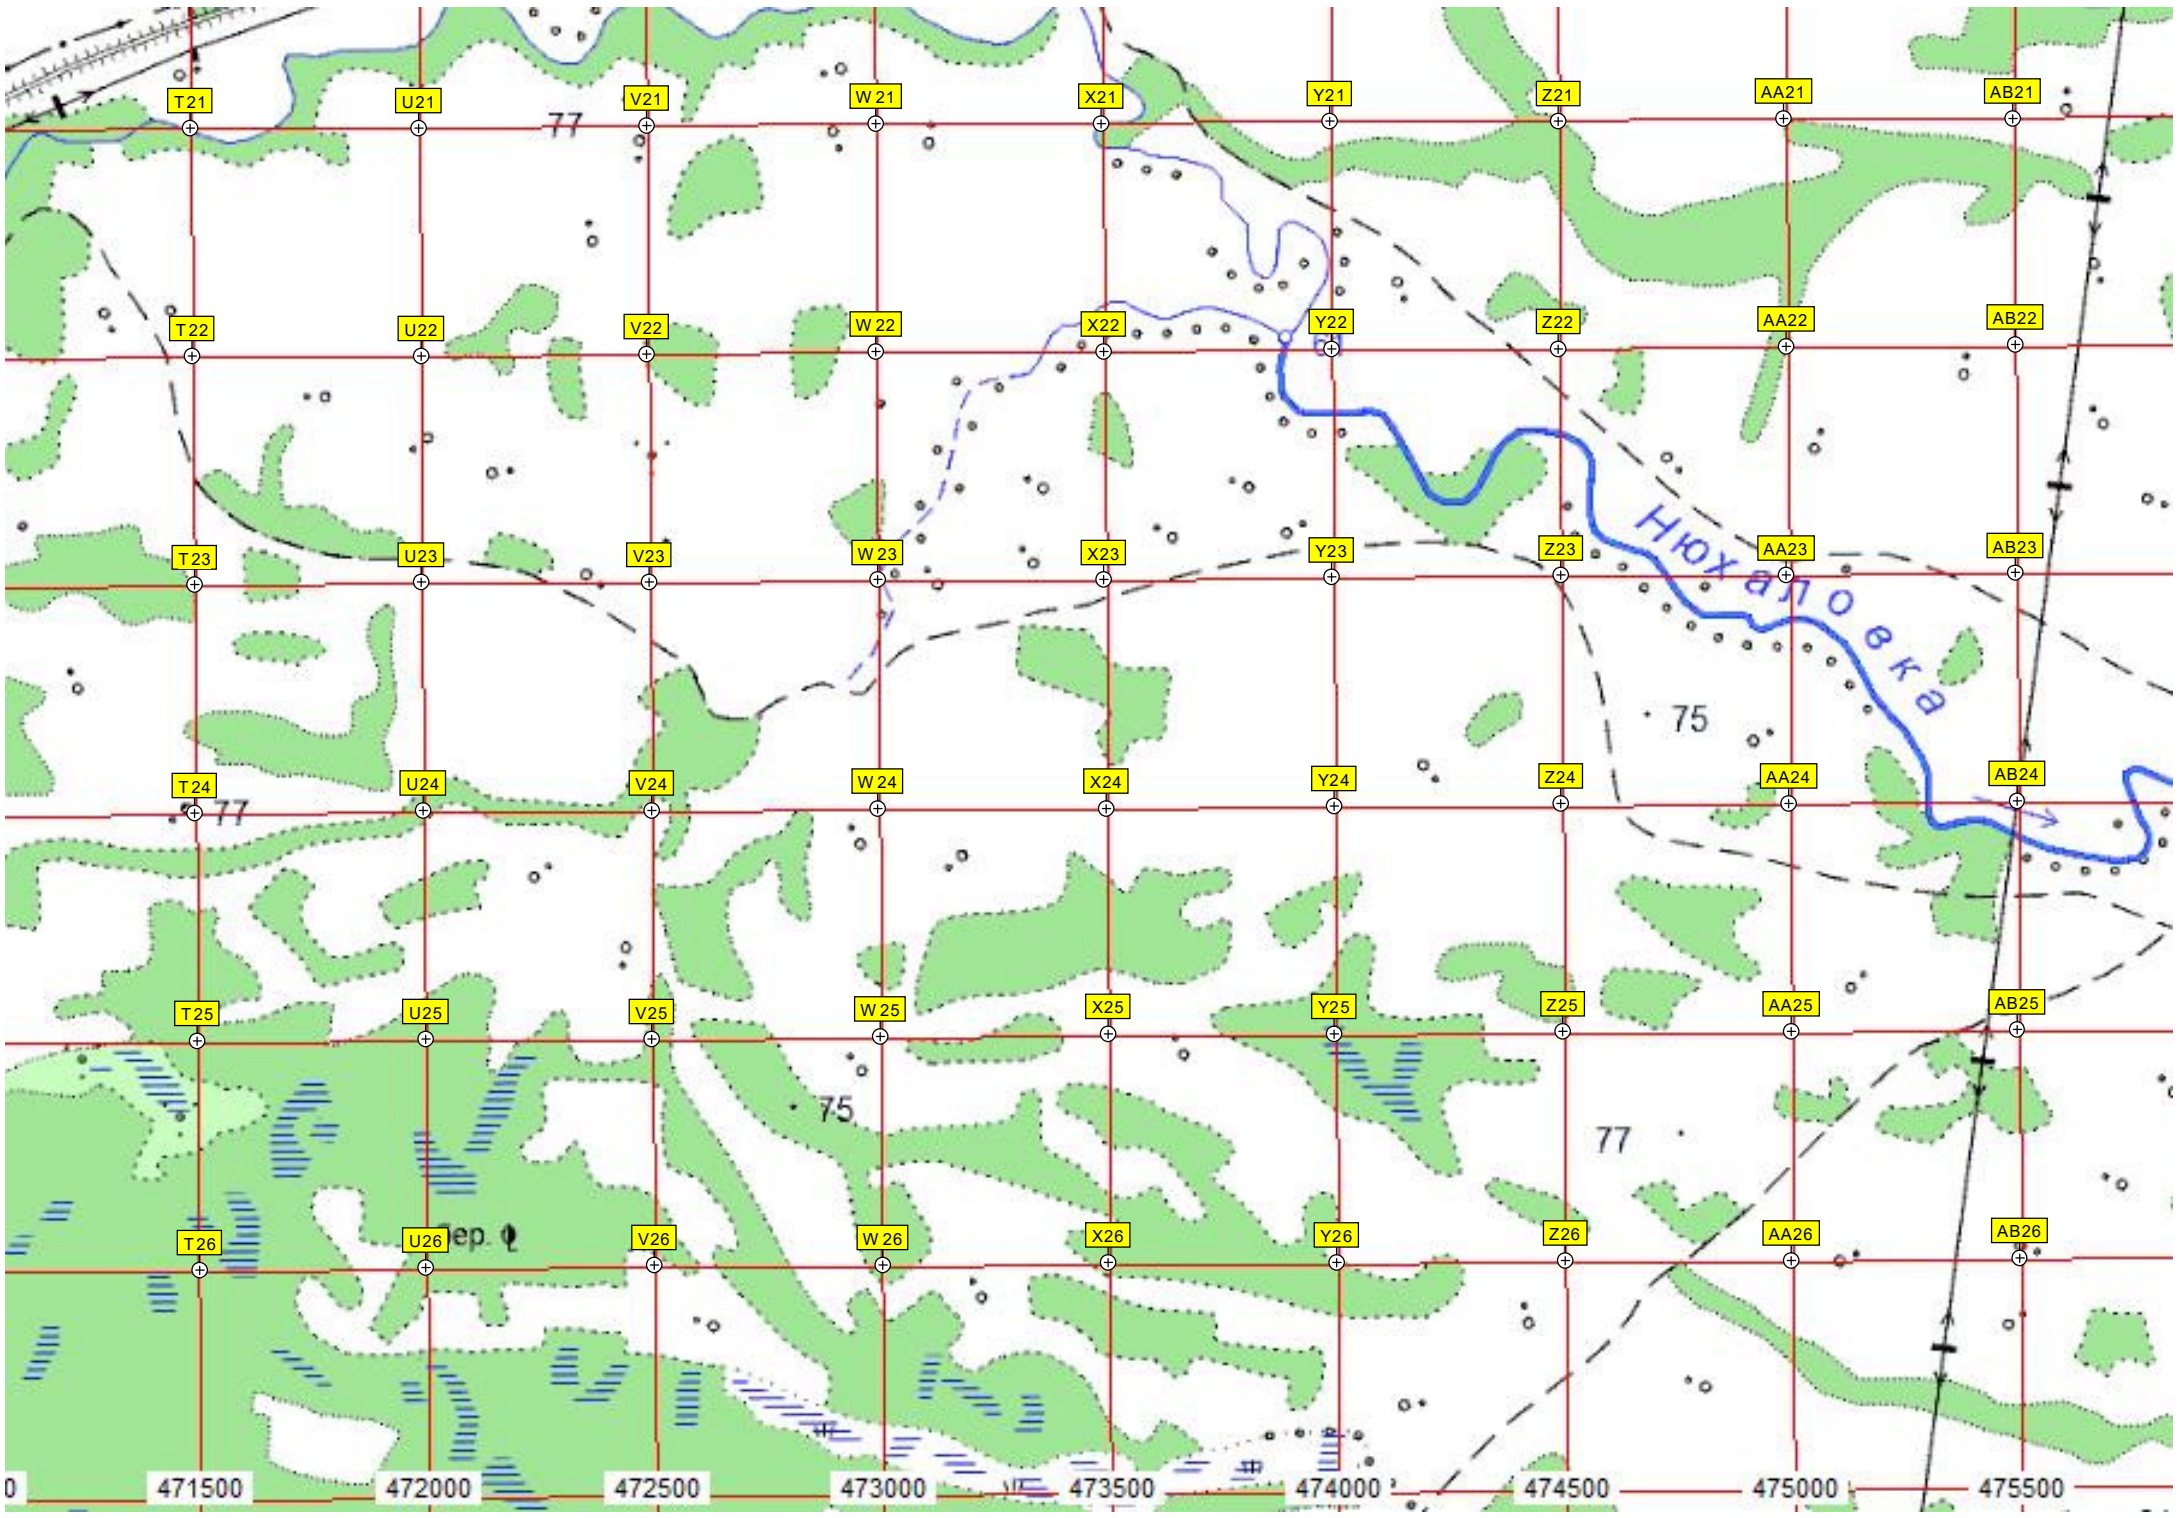 T21 U21 V21 W21 X21 Y21 Z21 AA21 AB21
77
T22 U22 V22 W22 X22 Y22 Z22 AA22 AB22
T23 U23 V23 W23 X23 Y23 Z23 AA23 AB23
Нюхаловка
75
T24 U24 V24 W24 X24 Y24 Z24 AA24 AB24
77
T25 U25 V25 W25 X25 Y25 Z25 AA25 AB25
75
77
T26 U26 V26 W26 X26 Y26 Z26 AA26 AB26
471500 472000 472500 473000 473500 474000 474500 475000 475500